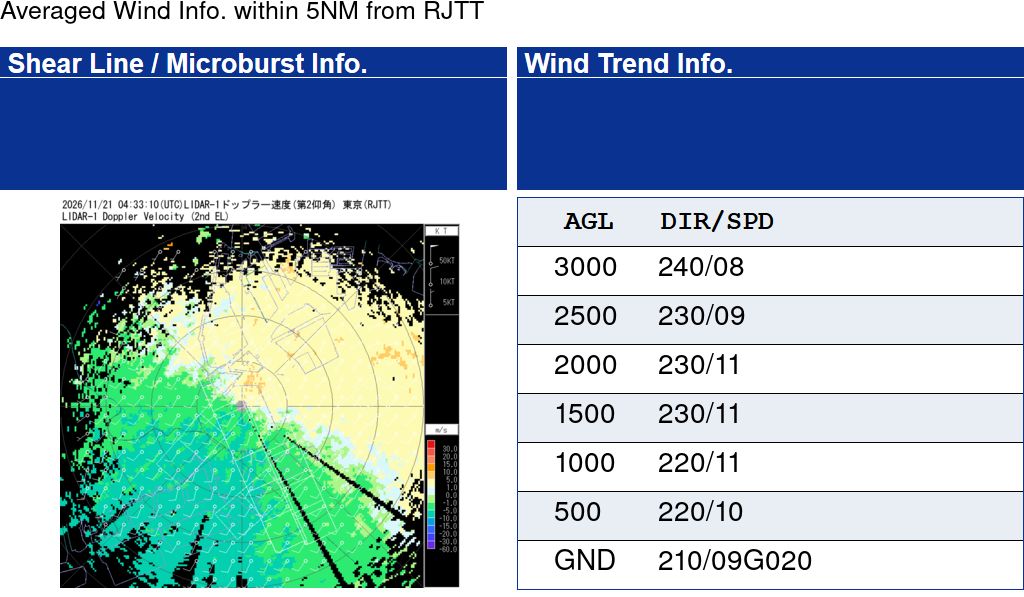 Averaged Wind Info. within 5NM from RJTT
Shear Line / Microburst Info.
Wind Trend Info.
2026/11/21 04:33:10(UTC)LIDAR-1ドップラー速度(第2仰角) 東京(RJTT)
LIDAR-1 Doppler Velocity (2nd EL)
KT
50KT
10KT
5KT
m/s
30.0
20.0
15.0
10.0
5.0
1.0
0.0
-1.0
-5.0
-10.0
-15.0
-20.0
-30.0
-60.0
AGL DIR/SPD
3000 240/08
2500 230/09
2000 230/11
1500 230/11
1000 220/11
500 220/10
GND 210/09G020